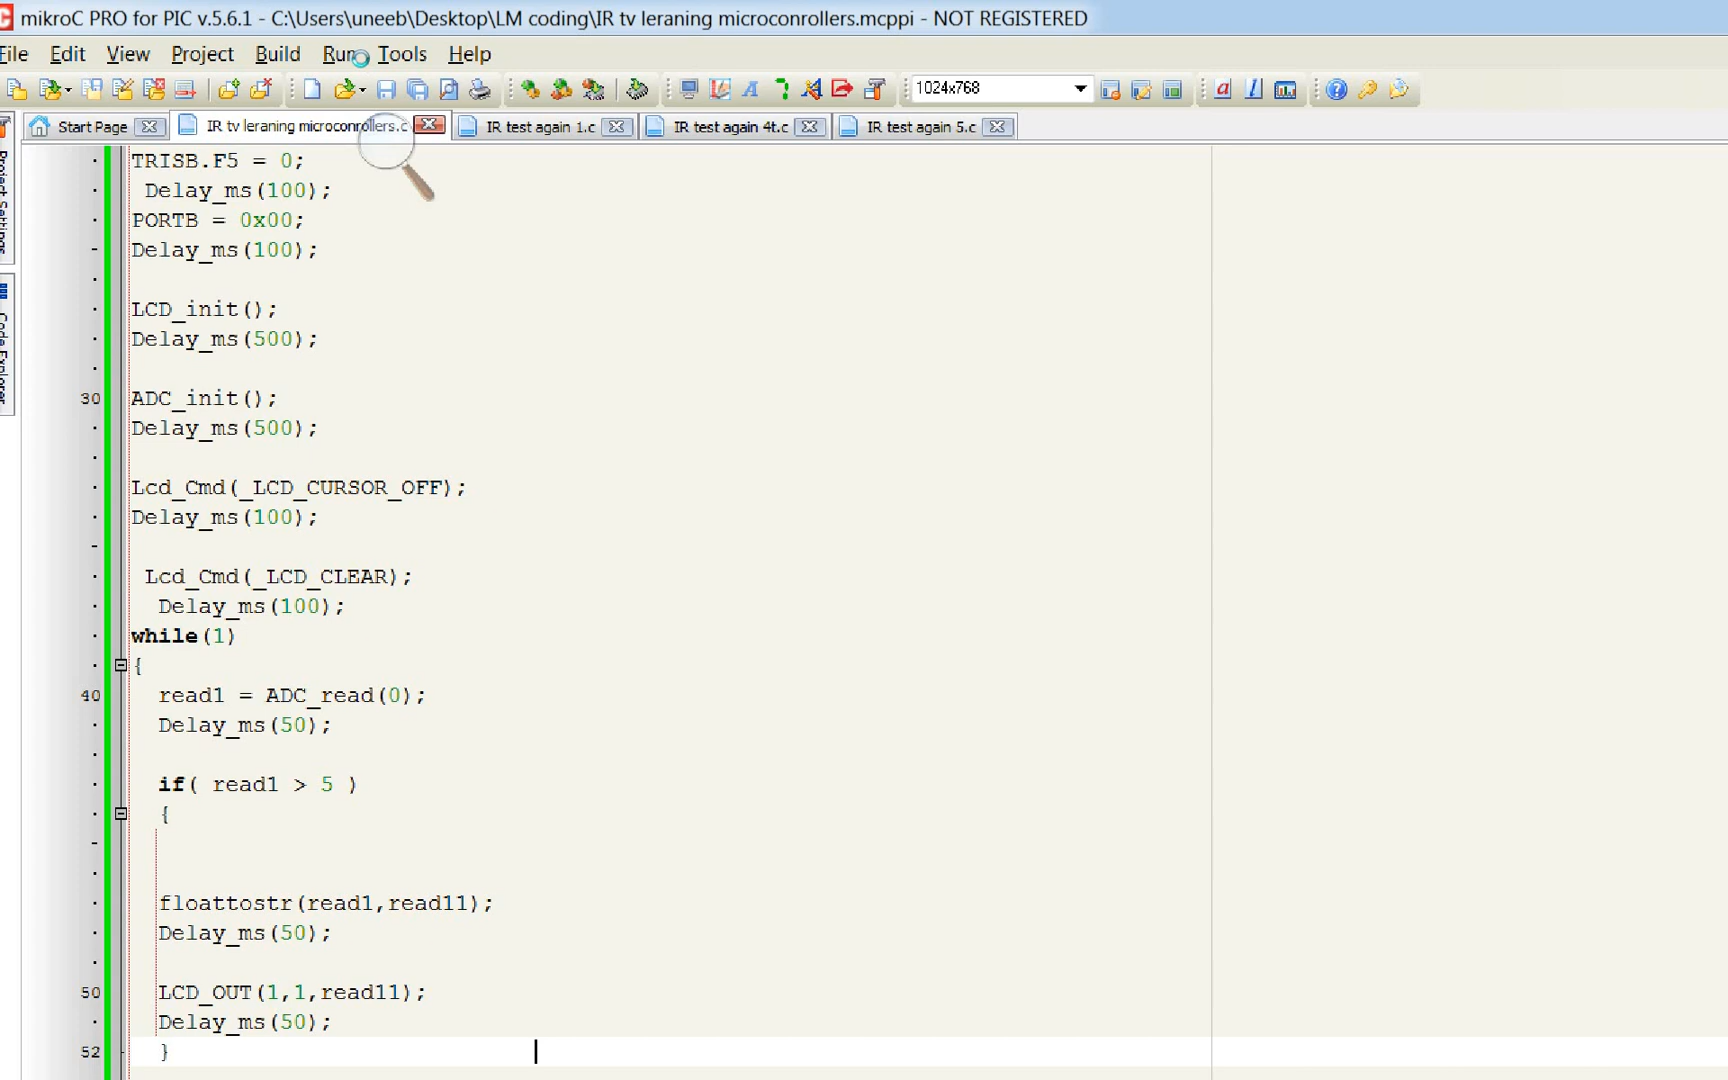 mikroC PRO for PIC v.5.6.1 - C:\Users\uneeb\Desktop\LM coding\IR tv leraning microconrollers.mcppi - NOT REGISTERED
File Edit View Project Build Run Tools Help
1024x768
Start Page IR tv leraning microconrollers.c IR test again 1.c IR test again 4t.c IR test again 5.c
Project Settings
Code Explorer
TRISB.F5 = 0;
Delay_ms(100);
PORTB = 0x00;
Delay_ms(100);
LCD_init();
Delay_ms(500);
30 ADC_init();
Delay_ms(500);
Lcd_Cmd(_LCD_CURSOR_OFF);
Delay_ms(100);
Lcd_Cmd(_LCD_CLEAR);
Delay_ms(100);
while(1)
{
40 read1 = ADC_read(0);
Delay_ms(50);
if( read1 > 5 )
{
floattostr(read1,read11);
Delay_ms(50);
50 LCD_OUT(1,1,read11);
Delay_ms(50);
52 }